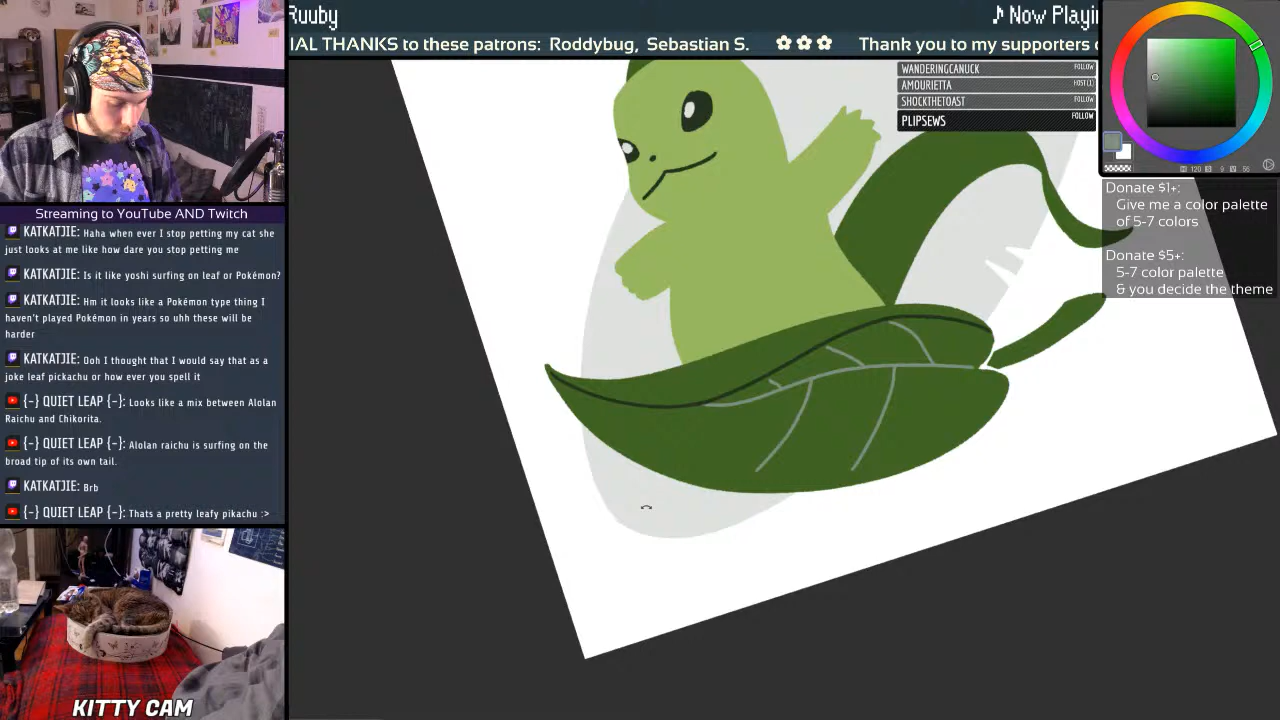 Ruuby
♪ Now Playi
IAL THANKS to these patrons: Roddybug, Sebastian S. ✿✿✿ Thank you to my supporters
WANDERINGCANUCK FOLLOW
AMOURIETTA HOST(1)
SHOCKTHETOAST FOLLOW
PLIPSEWS FOLLOW
Donate $1+:
Give me a color palette
of 5-7 colors
Donate $5+:
5-7 color palette
& you decide the theme
Streaming to YouTube AND Twitch
KATKATJIE: Haha when ever I stop petting my cat she
just looks at me like how dare you stop petting me
KATKATJIE: Is it like yoshi surfing on leaf or Pokémon?
KATKATJIE: Hm it looks like a Pokémon type thing I
haven't played Pokémon in years so uhh these will be
harder
KATKATJIE: Ooh I thought that I would say that as a
joke leaf pickachu or how ever you spell it
{-} QUIET LEAP {-}: Looks like a mix between Alolan
Raichu and Chikorita.
{-} QUIET LEAP {-}: Alolan raichu is surfing on the
broad tip of its own tail.
KATKATJIE: Brb
{-} QUIET LEAP {-}: Thats a pretty leafy pikachu :>
KITTY CAM